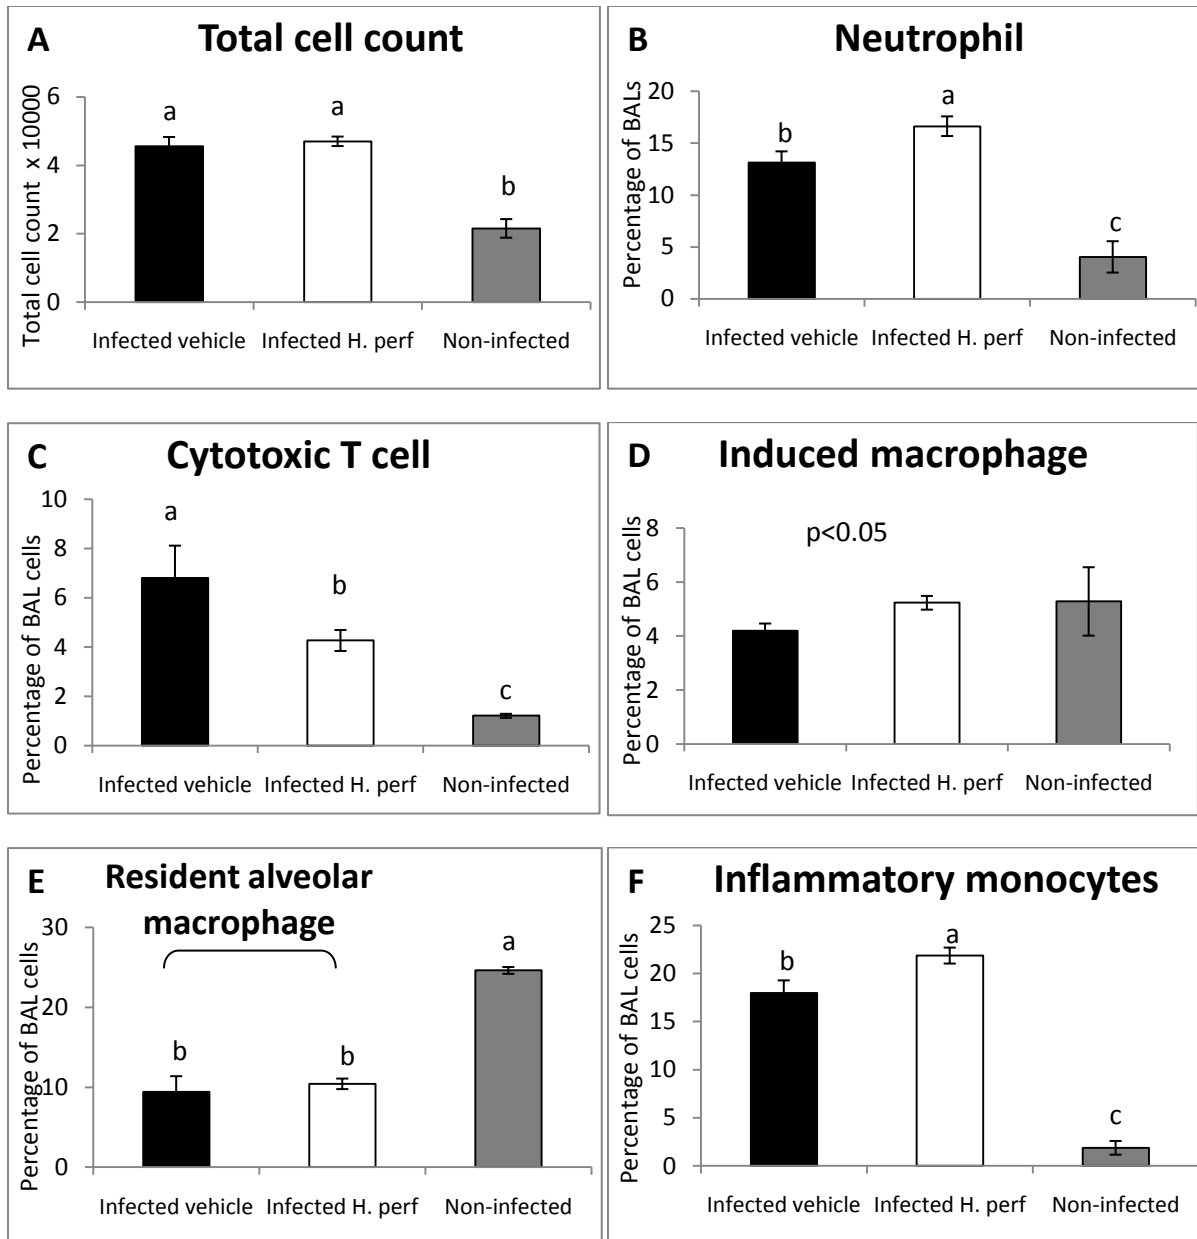 A
Total cell count
Total cell count x 10000
6
4
2
0
a
a
b
Infected vehicle
Infected H. perf
Non-infected
B
Neutrophil
Percentage of BALs
20
15
10
5
0
b
a
c
Infected vehicle
Infected H. perf
Non-infected
C
Cytotoxic T cell
Percentage of BAL cells
10
8
6
4
2
0
a
b
c
Infected vehicle
Infected H. perf
Non-infected
D
Induced macrophage
Percentage of BAL cells
8
6
4
2
0
p<0.05
Infected vehicle
Infected H. perf
Non-infected
E
Resident alveolar
macrophage
Percentage of BAL cells
30
20
10
0
b
b
a
Infected vehicle
Infected H. perf
Non-infected
F
Inflammatory monocytes
Percentage of BAL cells
25
20
15
10
5
0
b
a
c
Infected vehicle
Infected H. perf
Non-infected